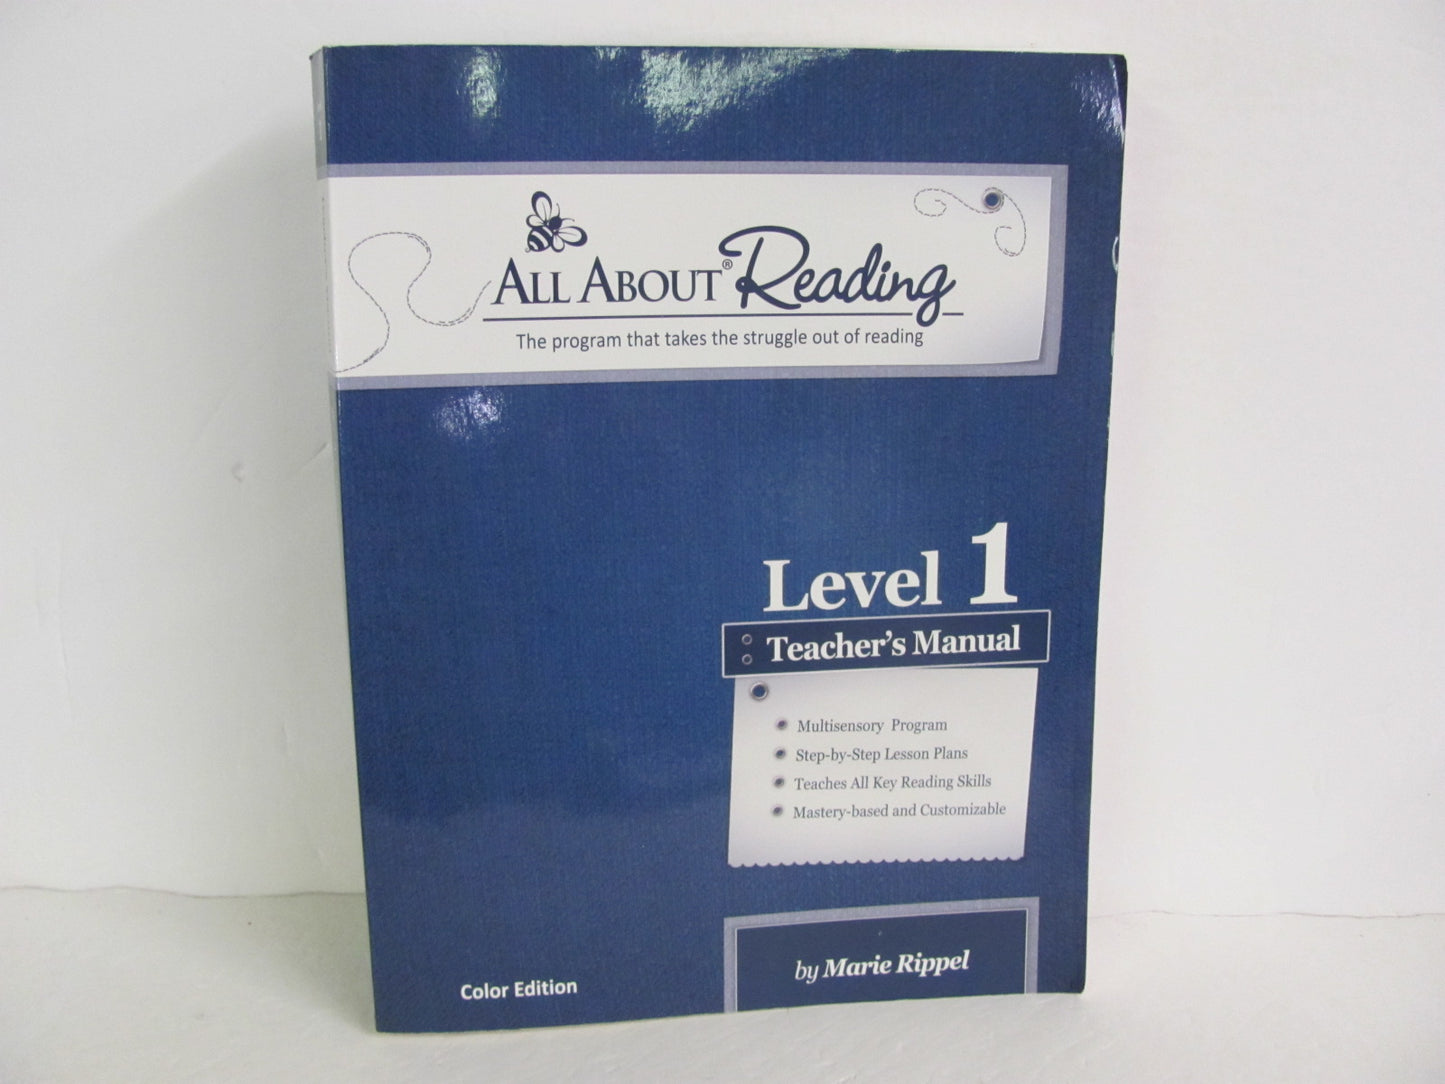 All About® Reading
The program that takes the struggle out of reading
Level 1
Teacher's Manual
Multisensory Program
Step-by-Step Lesson Plans
Teaches All Key Reading Skills
Mastery-based and Customizable
by Marie Rippel
Color Edition